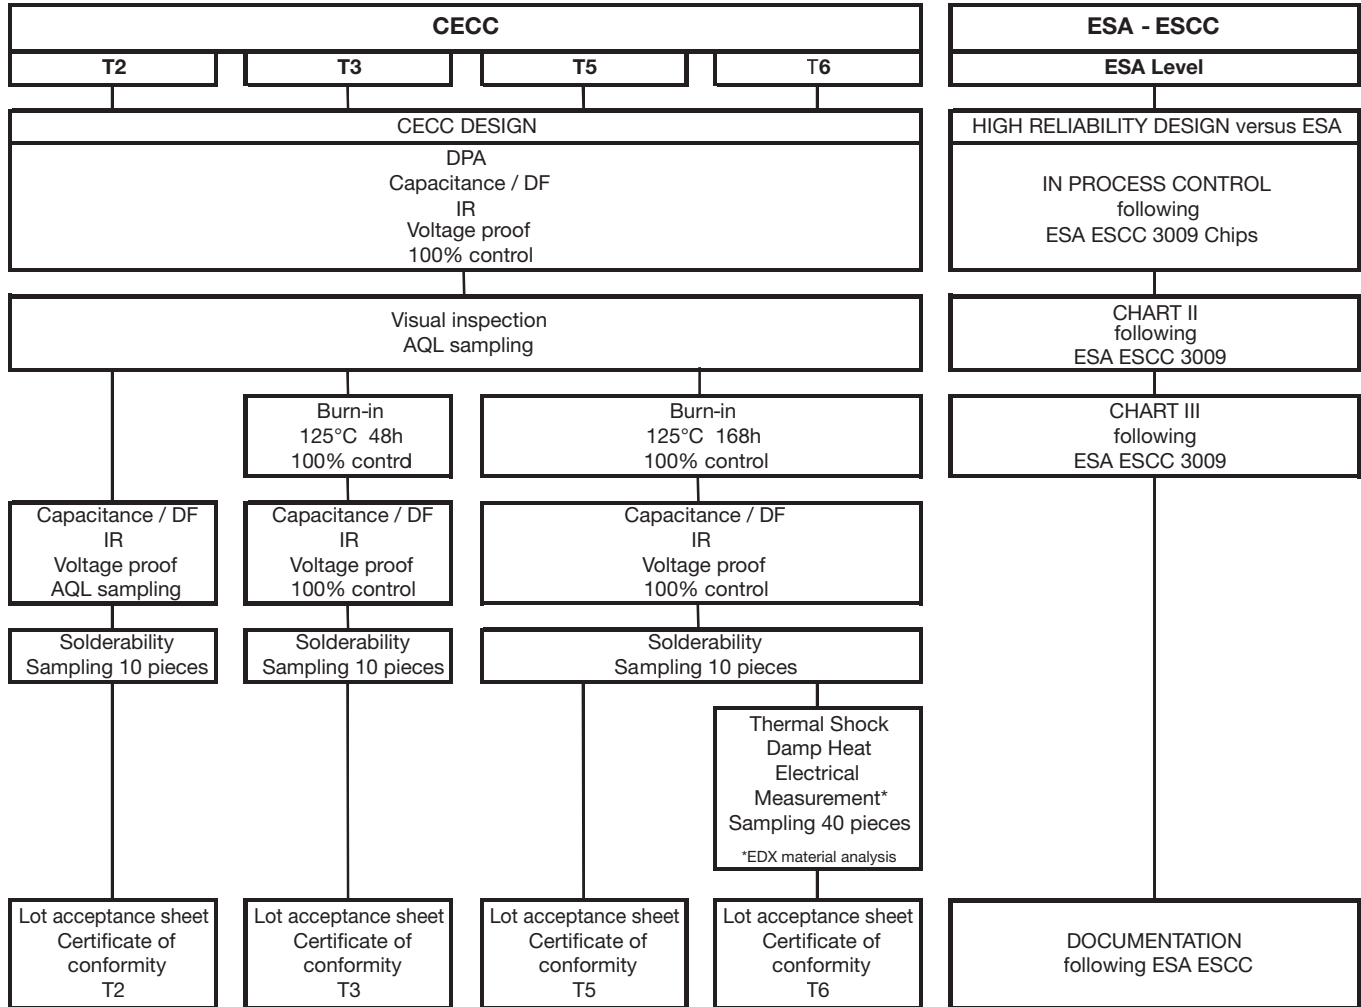 CECC
ESA - ESCC
T2
T3
T5
T6
ESA Level
CECC DESIGN
HIGH RELIABILITY DESIGN versus ESA
DPA
Capacitance / DF
IR
Voltage proof
100% control
IN PROCESS CONTROL
following
ESA ESCC 3009 Chips
Visual inspection
AQL sampling
CHART II
following
ESA ESCC 3009
Burn-in
125°C 48h
100% contrd
Burn-in
125°C 168h
100% control
CHART III
following
ESA ESCC 3009
Capacitance / DF
IR
Voltage proof
AQL sampling
Capacitance / DF
IR
Voltage proof
100% control
Capacitance / DF
IR
Voltage proof
100% control
Solderability
Sampling 10 pieces
Solderability
Sampling 10 pieces
Solderability
Sampling 10 pieces
Thermal Shock
Damp Heat
Electrical
Measurement*
Sampling 40 pieces
*EDX material analysis
Lot acceptance sheet
Certificate of
conformity
T2
Lot acceptance sheet
Certificate of
conformity
T3
Lot acceptance sheet
Certificate of
conformity
T5
Lot acceptance sheet
Certificate of
conformity
T6
DOCUMENTATION
following ESA ESCC